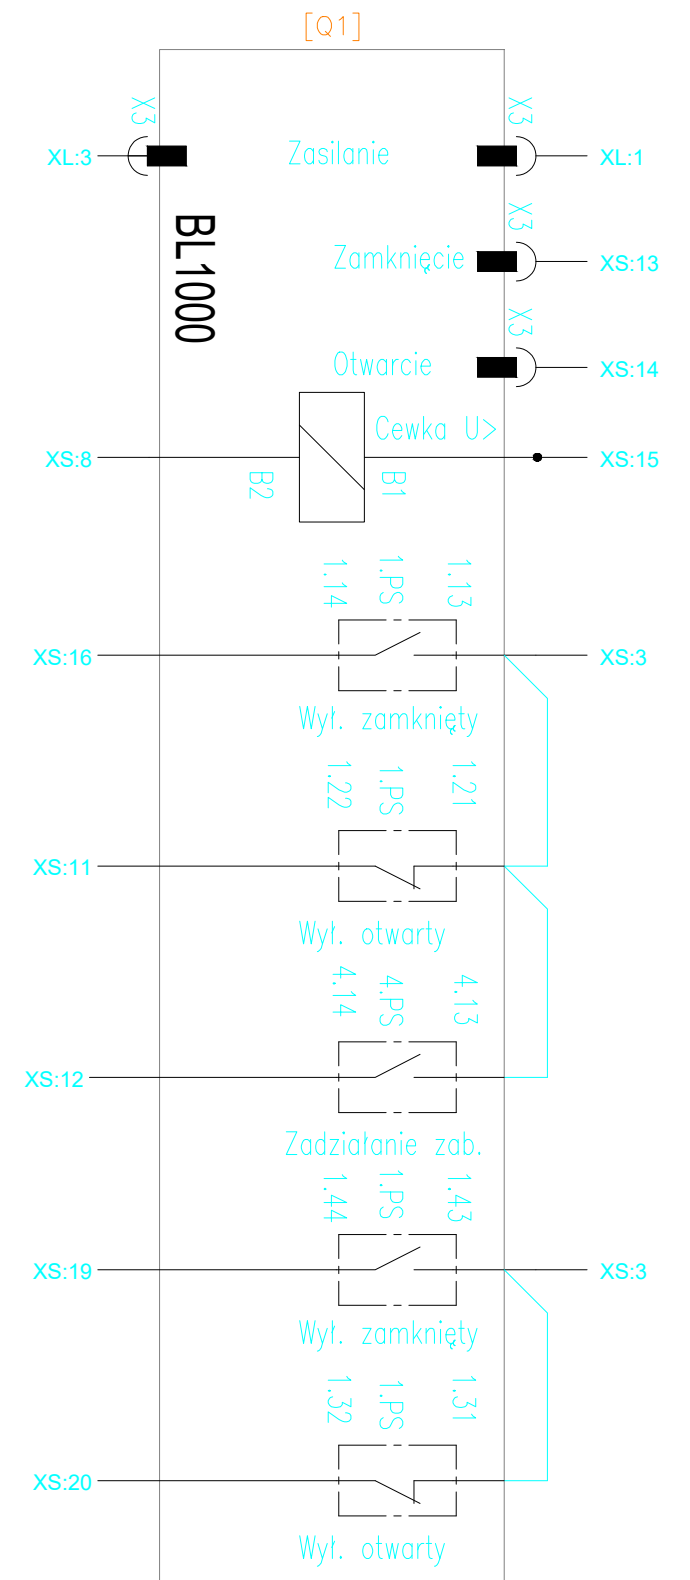 [Q1]
X3 X3
XL:3 Zasilanie XL:1
BL1000
X3
Zamknięcie XS:13
X3
Otwarcie XS:14
Cewka U>
XS:8 XS:15
B2 B1
1.14 1.PS 1.13
XS:16 XS:3
Wył. zamknięty
1.22 1.PS 1.21
XS:11
Wył. otwarty
4.14 4.PS 4.13
XS:12
Zadziałanie zab.
1.44 1.PS 1.43
XS:19 XS:3
Wył. zamknięty
1.32 1.PS 1.31
XS:20
Wył. otwarty